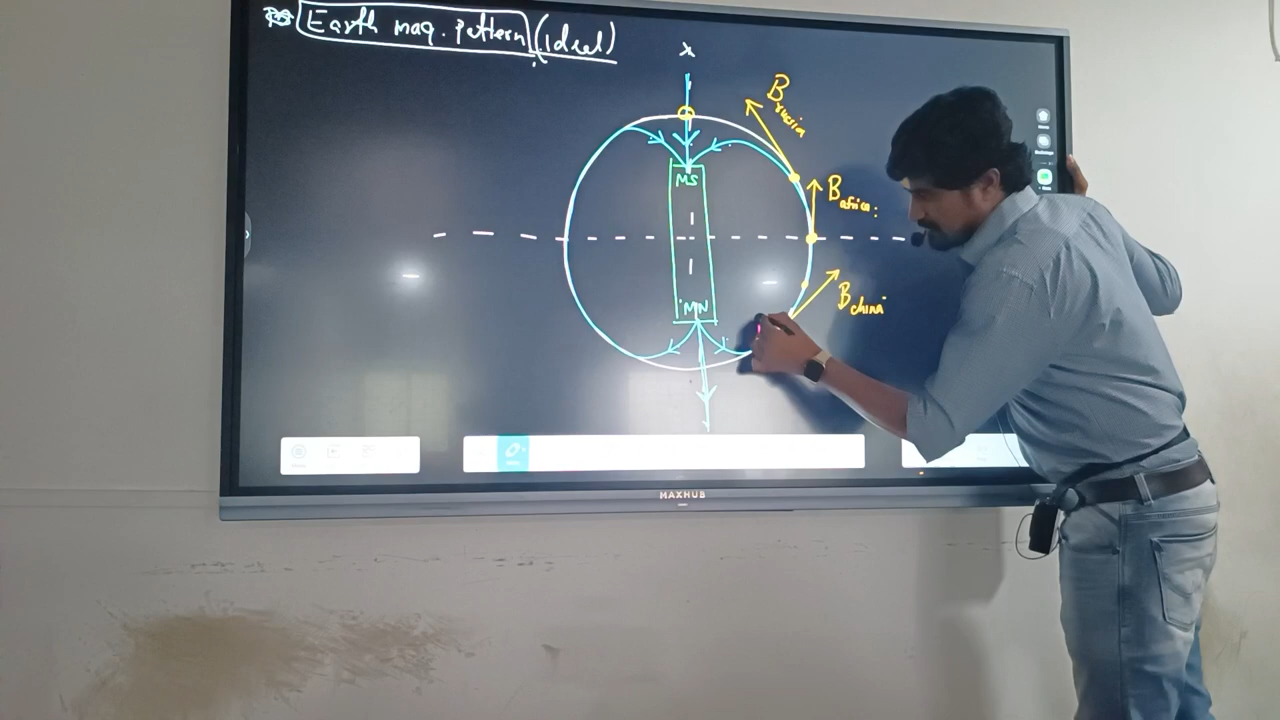 Earth mag. pattern (ideal)
x
B russia
MS
B africa:
MN
B china
MAXHUB